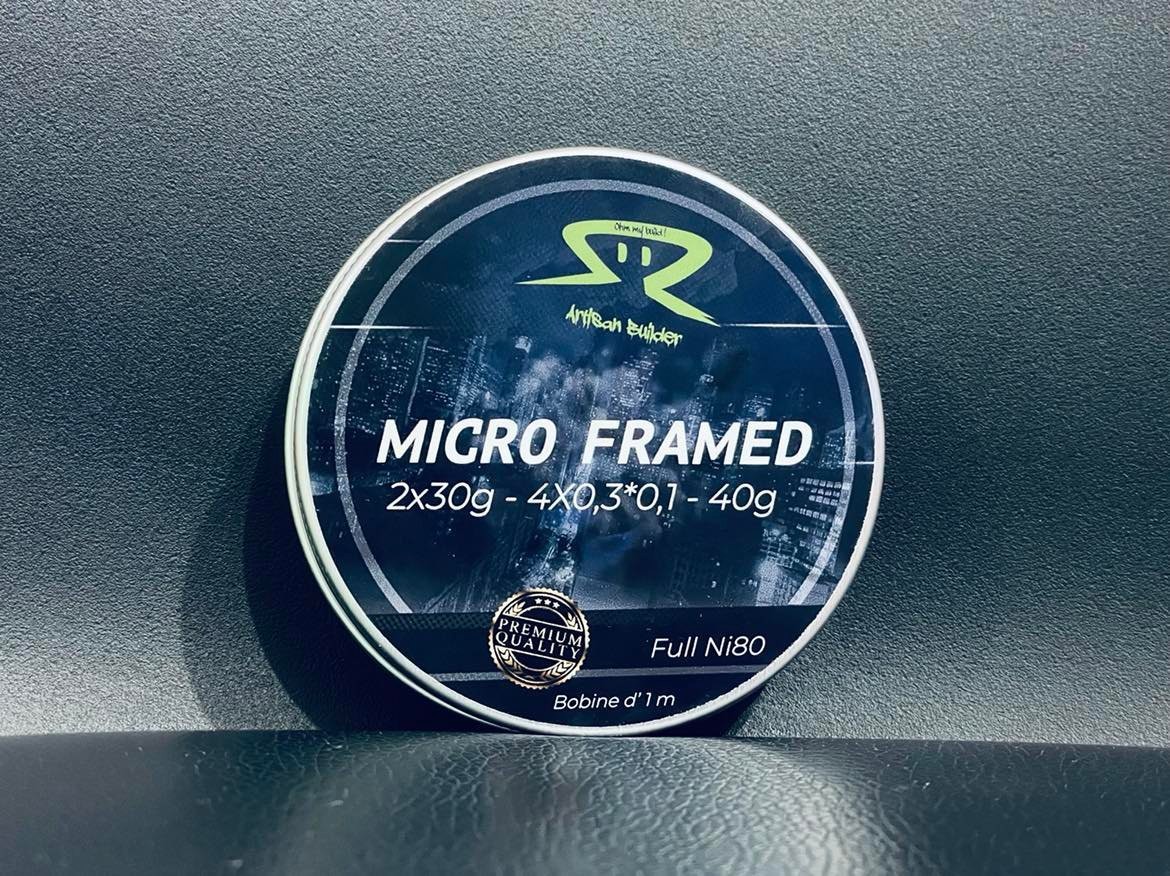 Ohm my build !
Artisan Builder
MICRO FRAMED
2x30g - 4X0,3*0,1 - 40g
PREMIUM
QUALITY
Full Ni80
Bobine d'1 m